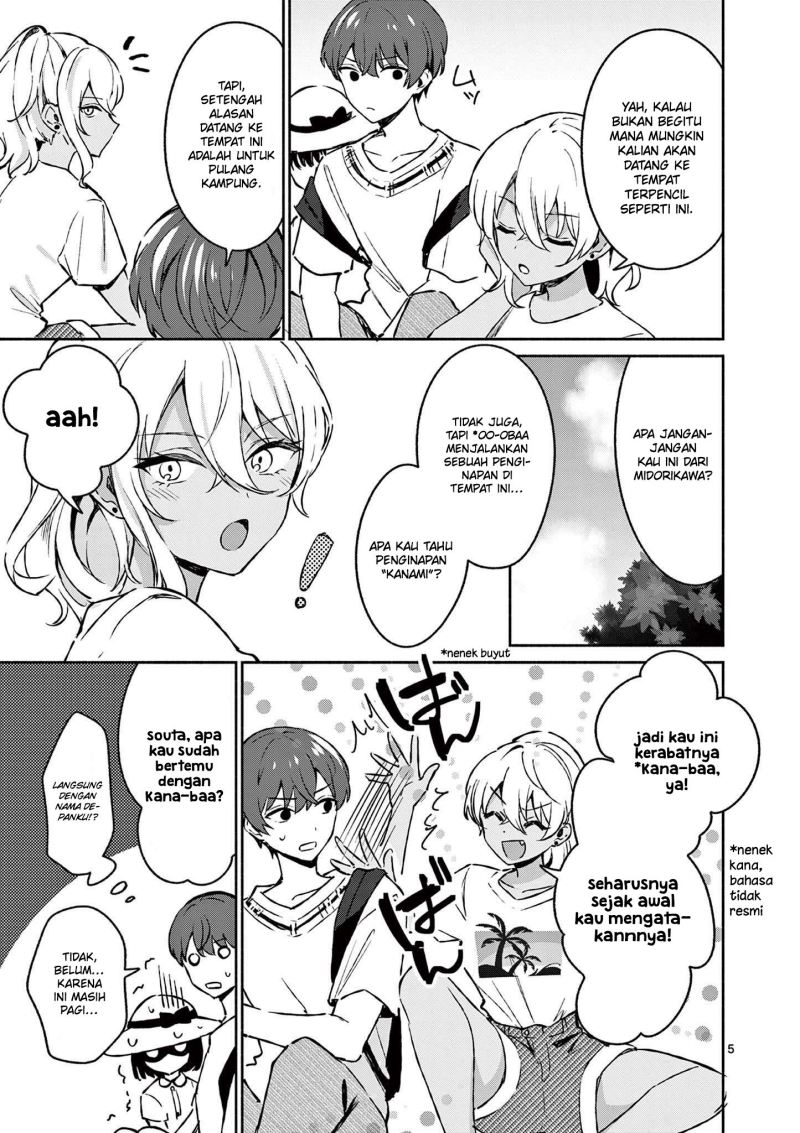 YAH, KALAU
BUKAN BEGITU
MANA MUNGKIN
KALIAN AKAN
DATANG KE
TEMPAT
TERPENCIL
SEPERTI INI.
TAPI,
SETENGAH
ALASAN
DATANG KE
TEMPAT INI
ADALAH UNTUK
PULANG
KAMPUNG.
APA JANGAN-
JANGAN
KAU INI DARI
MIDORIKAWA?
TIDAK JUGA,
TAPI *OO-OBAA
MENJALANKAN
SEBUAH PENGI-
NAPAN DI
TEMPAT INI...
APA KAU TAHU
PENGINAPAN
"KANAMI"?
aah!
*nenek buyut
jadi kau ini
kerabatnya
*Kana-baa,
ya!
seharusnya
sejak awal
kau mengata-
kannnya!
*nenek
kana,
bahasa
tidak
resmi
ばん
ばん
souta, apa
kau sudah
bertemu
dengan
Kana-baa?
LANGSUNG
DENGAN
NAMA DE-
PANKU!?
TIDAK,
BELUM...
KARENA
INI MASIH
PAGI...
5